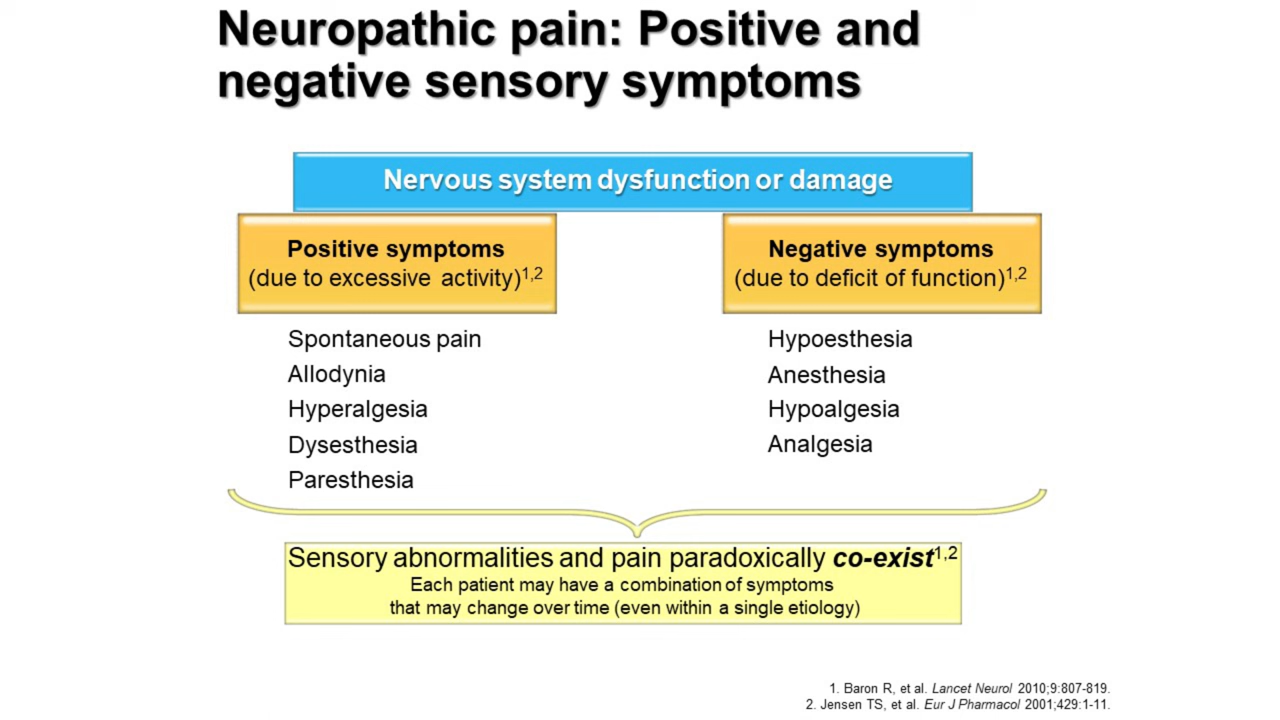 Neuropathic pain: Positive and
negative sensory symptoms
Nervous system dysfunction or damage
Positive symptoms
(due to excessive activity)1,2
Spontaneous pain
Allodynia
Hyperalgesia
Dysesthesia
Paresthesia
Negative symptoms
(due to deficit of function)1,2
Hypoesthesia
Anesthesia
Hypoalgesia
Analgesia
Sensory abnormalities and pain paradoxically co-exist1,2
Each patient may have a combination of symptoms
that may change over time (even within a single etiology)
1. Baron R, et al. Lancet Neurol 2010;9:807-819.
2. Jensen TS, et al. Eur J Pharmacol 2001;429:1-11.